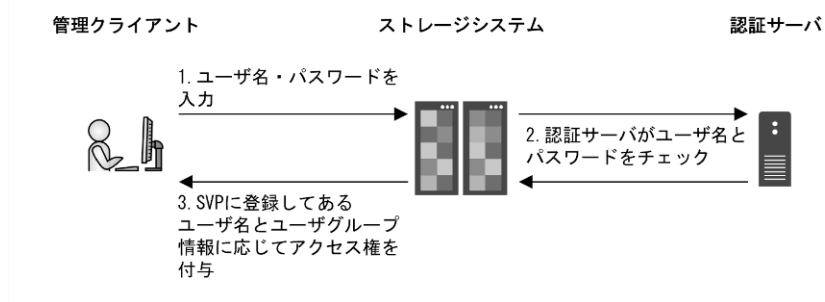 管理クライアント
ストレージシステム
認証サーバ
1. ユーザ名・パスワードを
入力
2. 認証サーバがユーザ名と
パスワードをチェック
3. SVPに登録してある
ユーザ名とユーザグループ
情報に応じてアクセス権を
付与